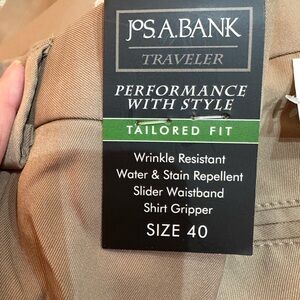 JOS.A.BANK
TRAVELER
PERFORMANCE
WITH STYLE
TAILORED FIT
Wrinkle Resistant
Water & Stain Repellent
Slider Waistband
Shirt Gripper
SIZE 40